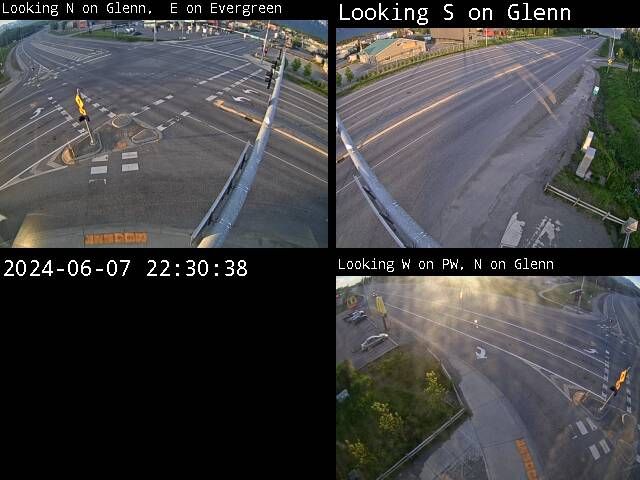 Looking N on Glenn,  E on Evergreen
Looking S on Glenn
2024-06-07 22:30:38
Looking W on PW, N on Glenn